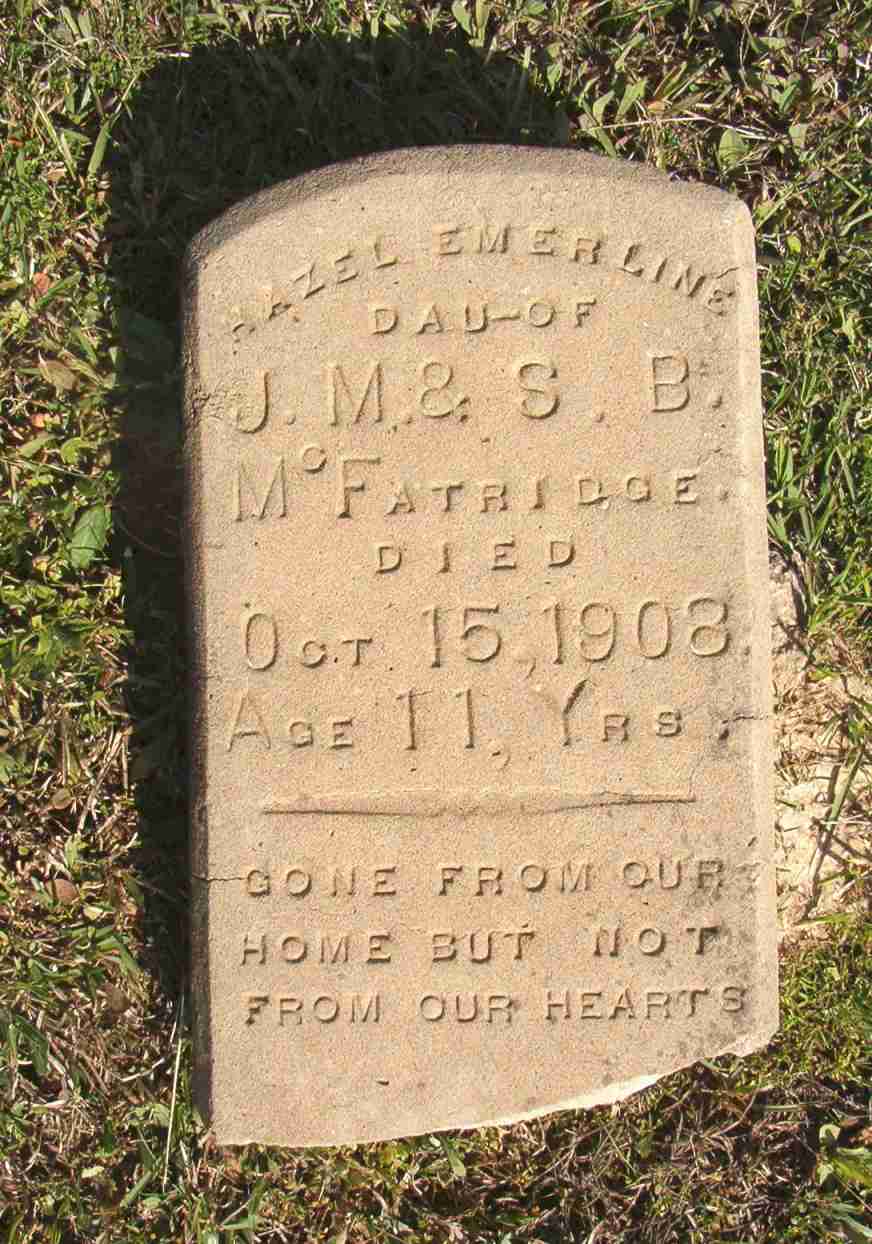 HAZEL EMERLINE
DAU-OF
J. M. & S. B.
McFATRIDGE.
DIED
OCT 15, 1908.
AGE 11, YRS.
GONE FROM OUR
HOME BUT NOT
FROM OUR HEARTS